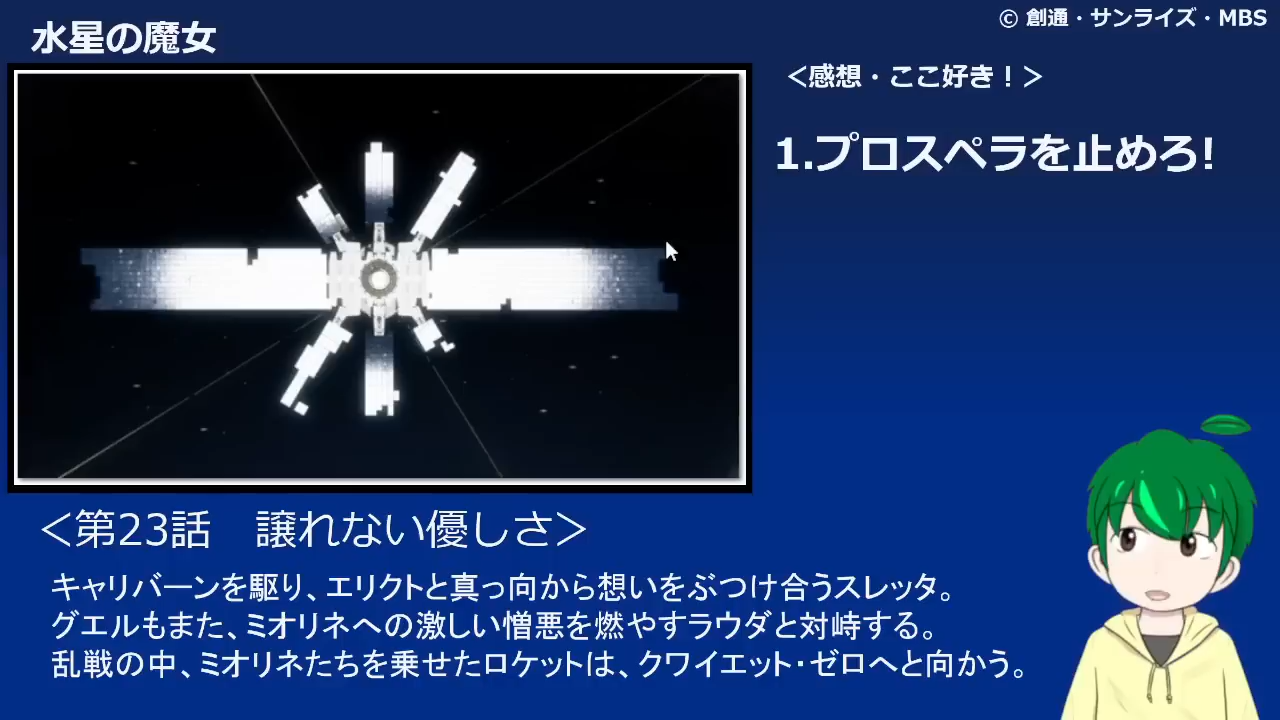 水星の魔女
© 創通・サンライズ・MBS
＜感想・ここ好き！＞
1.プロスペラを止めろ!
＜第23話　譲れない優しさ＞
キャリバーンを駆り、エリクトと真っ向から想いをぶつけ合うスレッタ。
グエルもまた、ミオリネへの激しい憎悪を燃やすラウダと対峙する。
乱戦の中、ミオリネたちを乗せたロケットは、クワイエット・ゼロへと向かう。